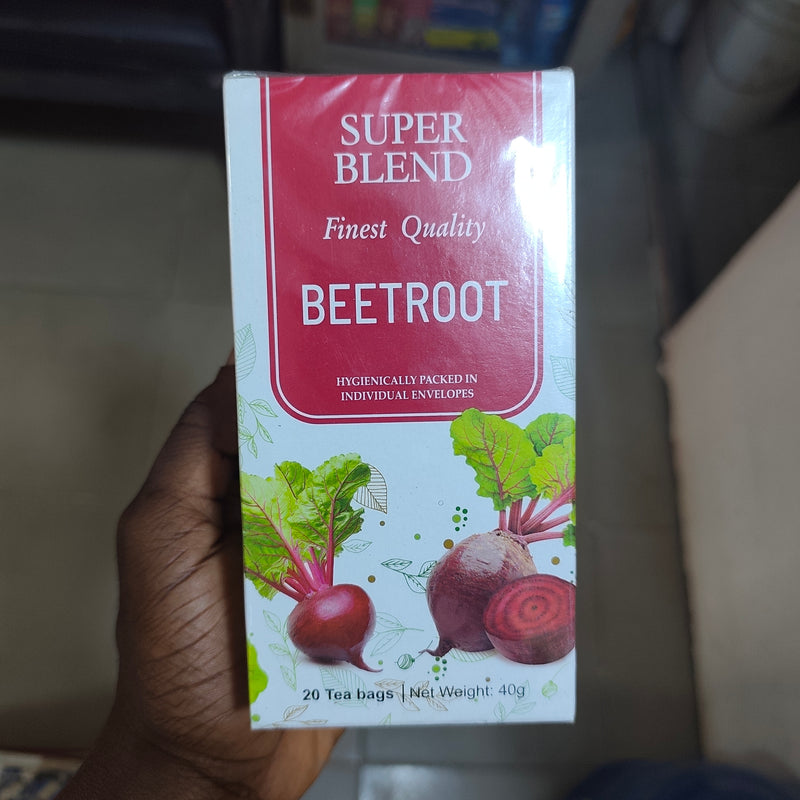 SUPER
BLEND
Finest Quality
BEETROOT
HYGIENICALLY PACKED IN
INDIVIDUAL ENVELOPES
20 Tea bags | Net Weight: 40g